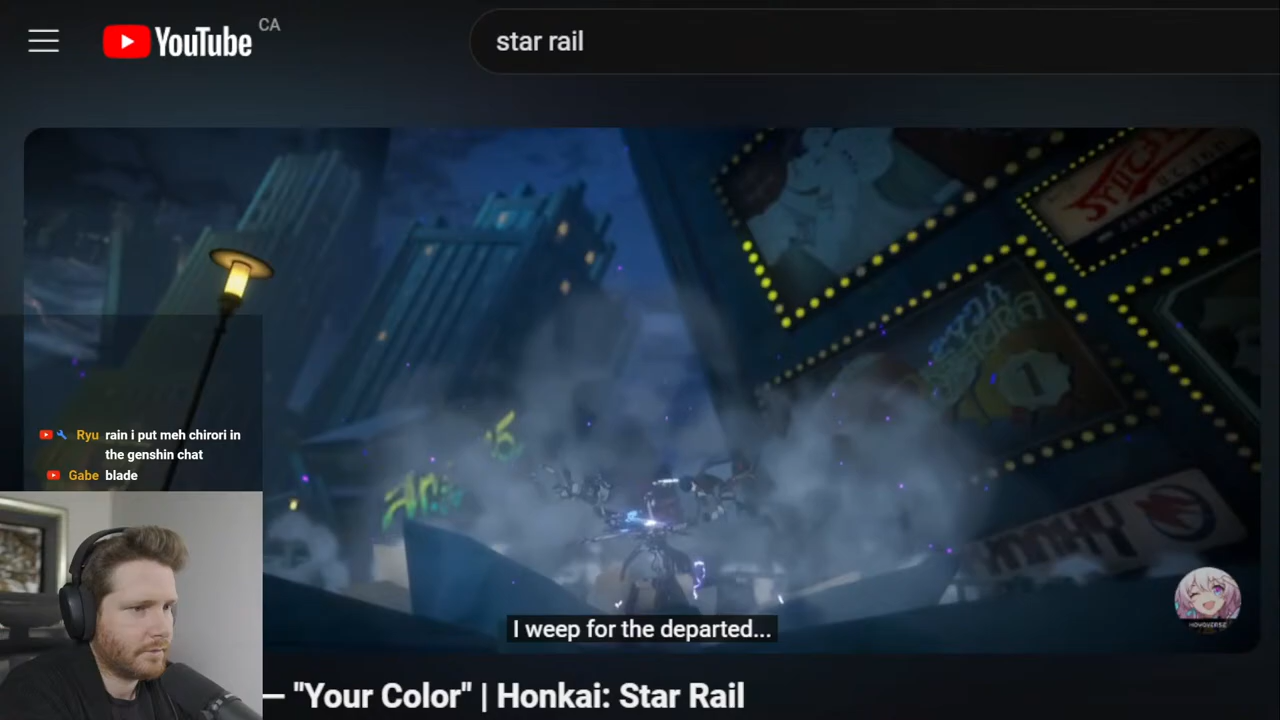 YouTube CA
star rail
Ryu rain i put meh chirori in
the genshin chat
Gabe blade
I weep for the departed...
HOYOVERSE
– "Your Color" | Honkai: Star Rail